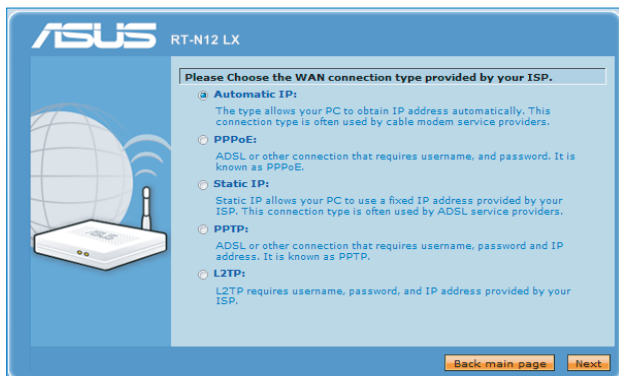 ASUS RT-N12 LX
Please Choose the WAN connection type provided by your ISP.
Automatic IP:
The type allows your PC to obtain IP address automatically. This
connection type is often used by cable modem service providers.
PPPoE:
ADSL or other connection that requires username, and password. It is
known as PPPoE.
Static IP:
Static IP allows your PC to use a fixed IP address provided by your
ISP. This connection type is often used by ADSL service providers.
PPTP:
ADSL or other connection that requires username, password and IP
address. It is known as PPTP.
L2TP:
L2TP requires username, password, and IP address provided by your
ISP.
ASUS
Back main page Next